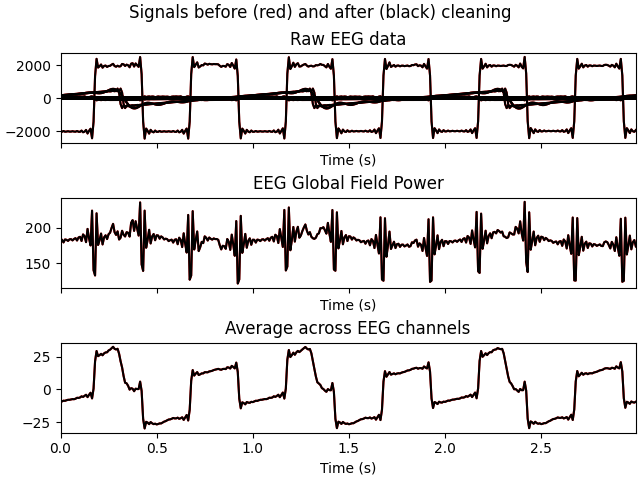 Signals before (red) and after (black) cleaning
Raw EEG data
2000
0
−2000
Time (s)
EEG Global Field Power
200
150
Time (s)
Average across EEG channels
25
0
−25
0.0 0.5 1.0 1.5 2.0 2.5
Time (s)